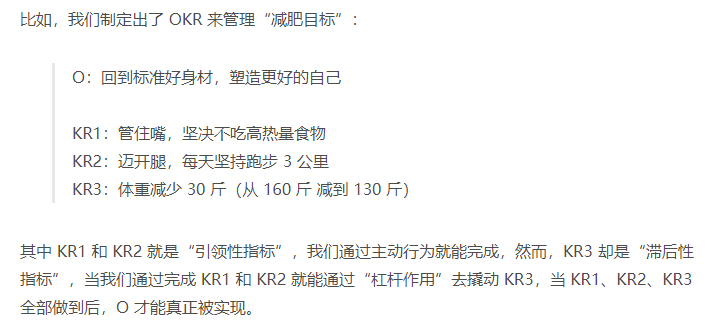 比如，我们制定出了 OKR 来管理“减肥目标”：
O：回到标准好身材，塑造更好的自己
KR1：管住嘴，坚决不吃高热量食物
KR2：迈开腿，每天坚持跑步 3 公里
KR3：体重减少 30 斤（从 160 斤 减到 130 斤）
其中 KR1 和 KR2 就是“引领性指标”，我们通过主动行为就能完成，然而，KR3 却是“滞后性
指标”，当我们通过完成 KR1 和 KR2 就能通过“杠杆作用”去撬动 KR3，当 KR1、KR2、KR3
全部做到后，O 才能真正被实现。